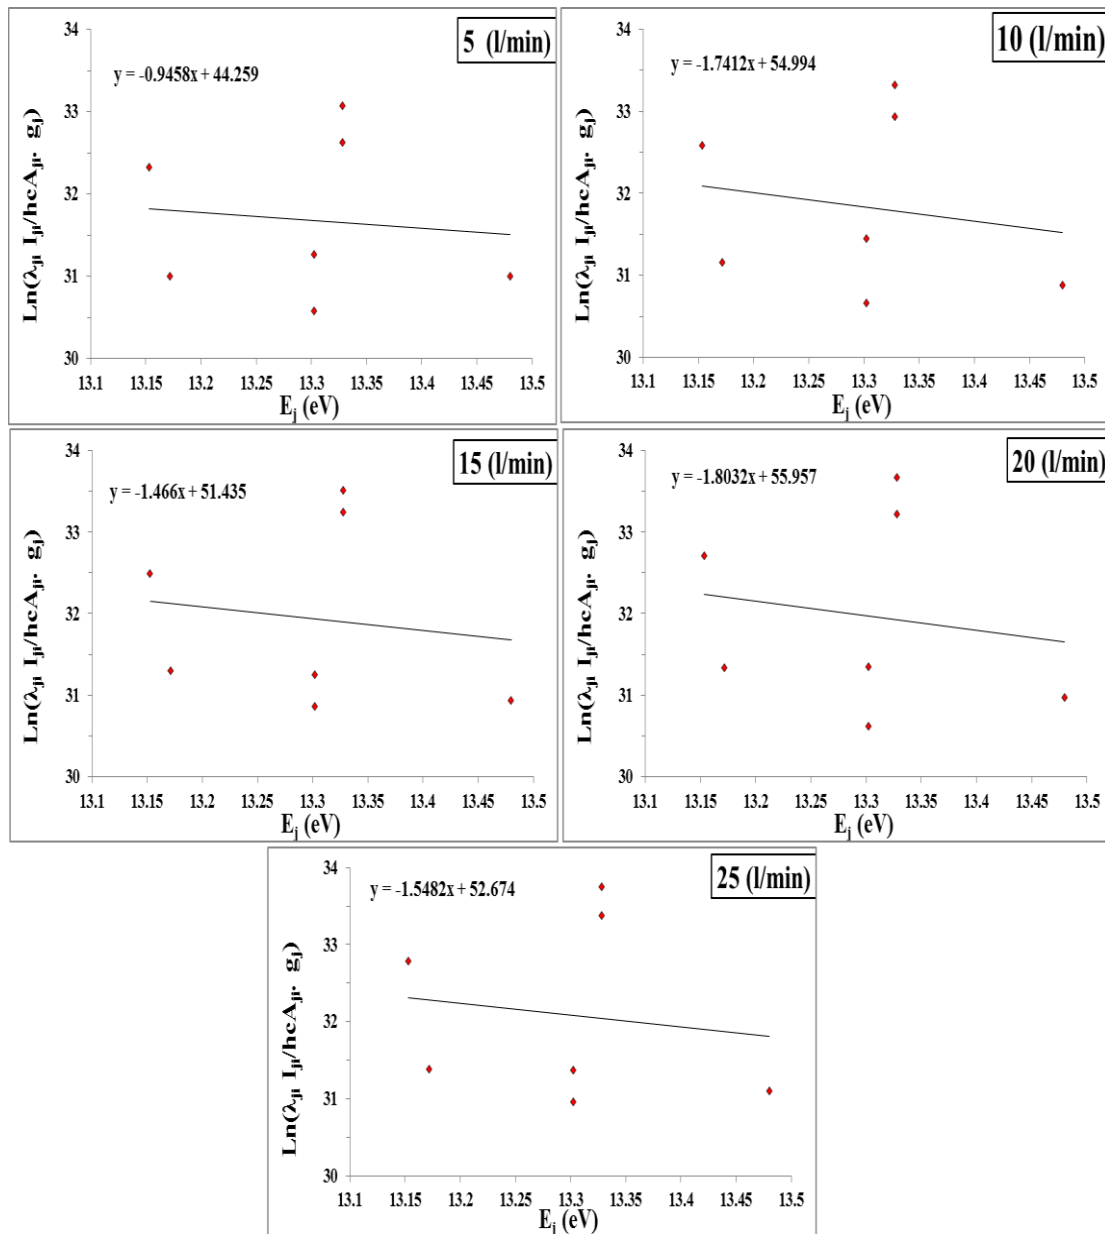 5 (l/min)
y = -0.9458x + 44.259
Ln(λⱼᵢ Iⱼᵢ/hcAⱼᵢ. gⱼ)
34
33
32
31
30
13.1 13.15 13.2 13.25 13.3 13.35 13.4 13.45 13.5
Eⱼ (eV)
10 (l/min)
y = -1.7412x + 54.994
Ln(λⱼᵢ Iⱼᵢ/hcAⱼᵢ. gⱼ)
34
33
32
31
30
13.1 13.15 13.2 13.25 13.3 13.35 13.4 13.45 13.5
Eⱼ (eV)
15 (l/min)
y = -1.466x + 51.435
Ln(λⱼᵢ Iⱼᵢ/hcAⱼᵢ. gⱼ)
34
33
32
31
30
13.1 13.15 13.2 13.25 13.3 13.35 13.4 13.45 13.5
Eⱼ (eV)
20 (l/min)
y = -1.8032x + 55.957
Ln(λⱼᵢ Iⱼᵢ/hcAⱼᵢ. gⱼ)
34
33
32
31
30
13.1 13.15 13.2 13.25 13.3 13.35 13.4 13.45 13.5
Eⱼ (eV)
25 (l/min)
y = -1.5482x + 52.674
Ln(λⱼᵢ Iⱼᵢ/hcAⱼᵢ. gⱼ)
34
33
32
31
30
13.1 13.15 13.2 13.25 13.3 13.35 13.4 13.45 13.5
Eⱼ (eV)